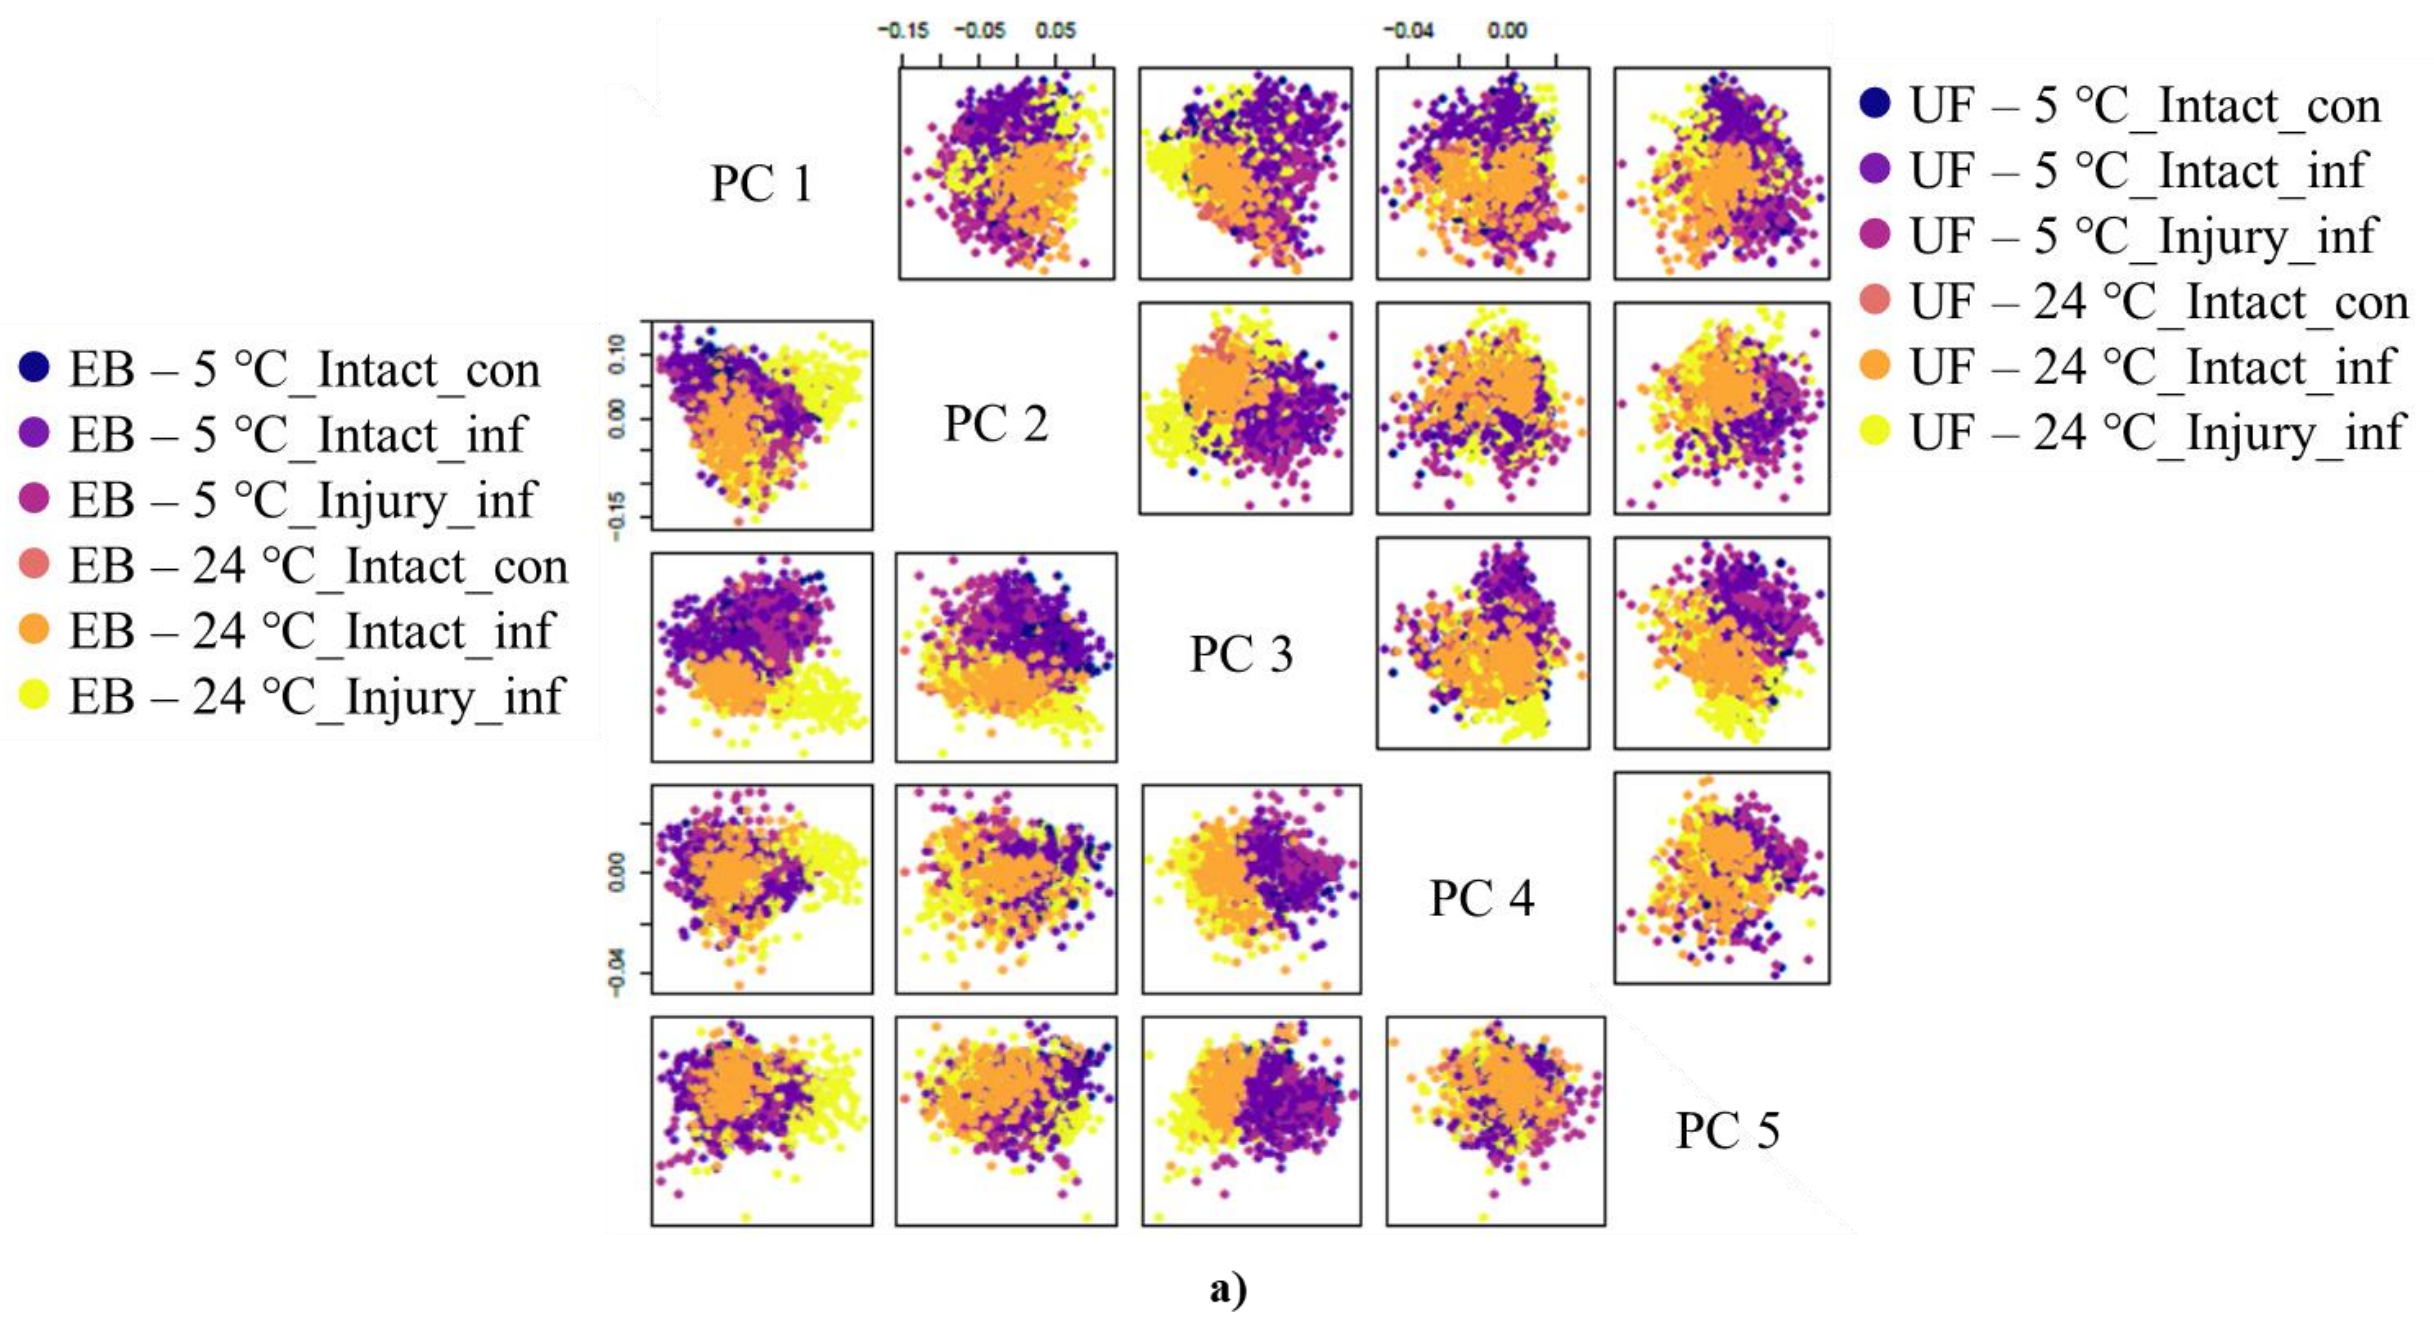 −0.15 −0.05 0.05
−0.04 0.00
PC 1
UF – 5 °C_Intact_con
UF – 5 °C_Intact_inf
UF – 5 °C_Injury_inf
UF – 24 °C_Intact_con
UF – 24 °C_Intact_inf
UF – 24 °C_Injury_inf
EB – 5 °C_Intact_con
EB – 5 °C_Intact_inf
EB – 5 °C_Injury_inf
EB – 24 °C_Intact_con
EB – 24 °C_Intact_inf
EB – 24 °C_Injury_inf
−0.15 0.00 0.10
PC 2
PC 3
−0.04 0.00
PC 4
PC 5
a)